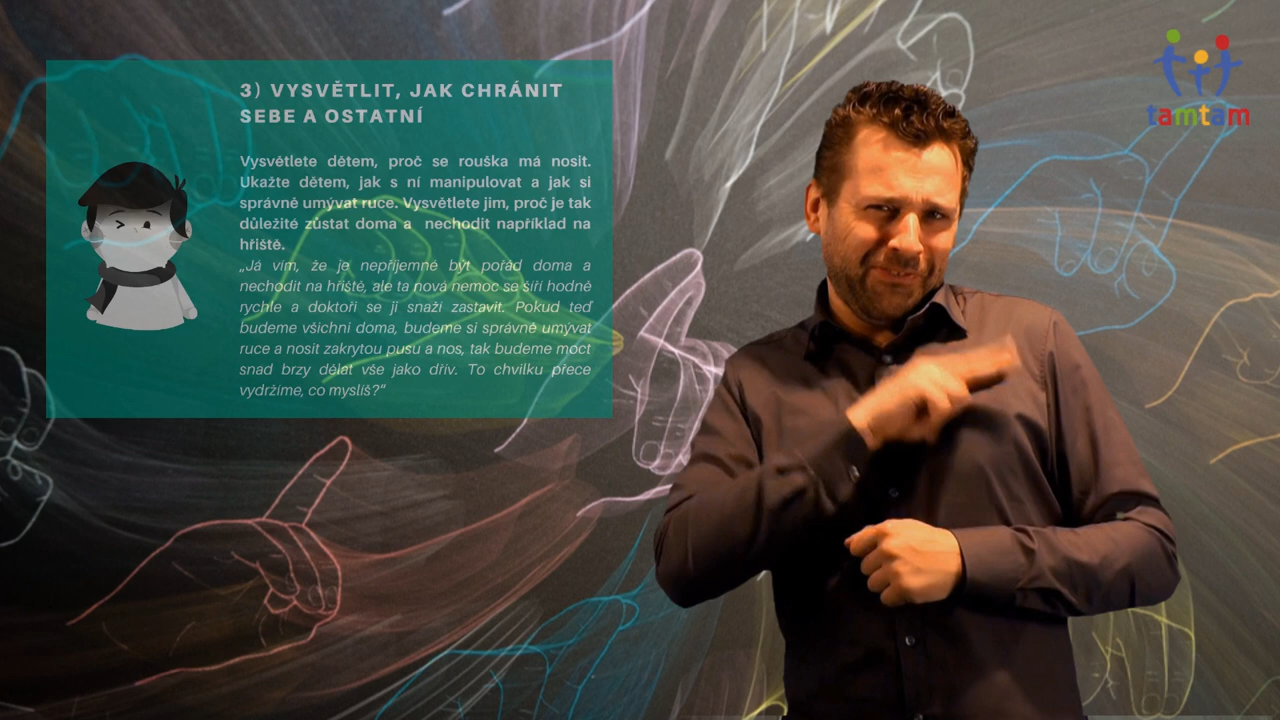 3) VYSVĚTLIT, JAK CHRÁNIT
SEBE A OSTATNÍ
Vysvětlete dětem, proč se rouška má nosit.
Ukažte dětem, jak s ní manipulovat a jak si
správně umývat ruce. Vysvětlete jim, proč je tak
důležité zůstat doma a nechodit například na
hřiště.
„Já vím, že je nepříjemné být pořád doma a
nechodit na hřiště, ale ta nová nemoc se šíří hodně
rychle a doktoři se ji snaží zastavit. Pokud teď
budeme všichni doma, budeme si správně umývat
ruce a nosit zakrytou pusu a nos, tak budeme moct
snad brzy dělat vše jako dřív. To chvilku přece
vydržíme, co myslíš?“
tamtam